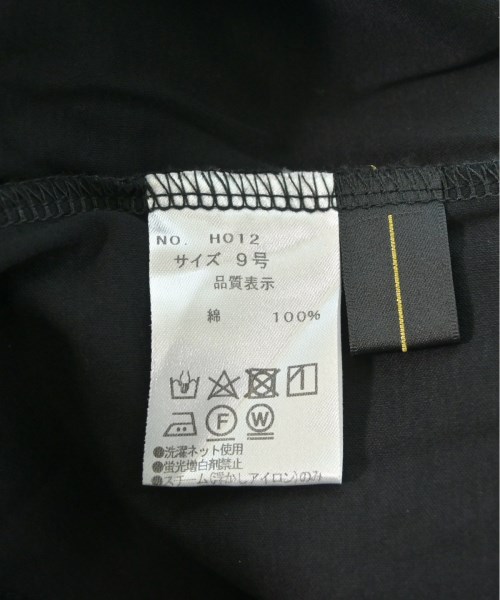 NO. H012
サイズ 9号
品質表示
綿 100%
F W
●洗濯ネット使用
●蛍光増白剤禁止
●スチーム(浮かしアイロン)のみ